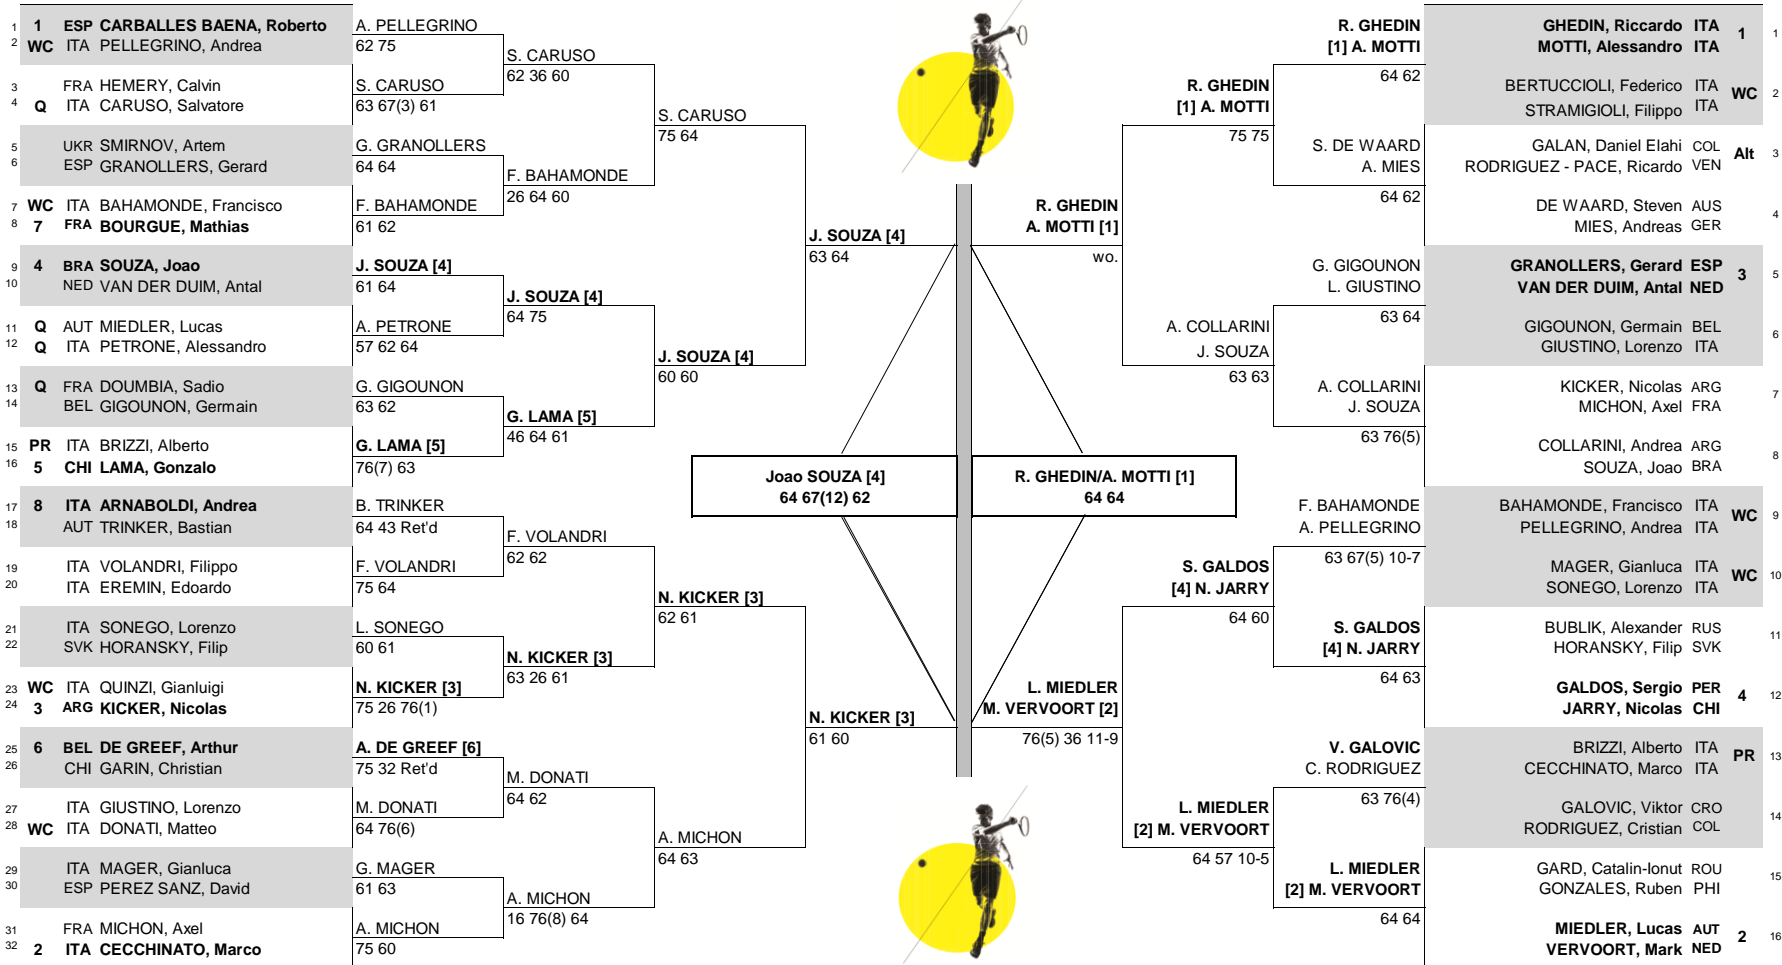 1 1 ESP CARBALLES BAENA, Roberto
2 WC ITA PELLEGRINO, Andrea
3 FRA HEMERY, Calvin
4 Q ITA CARUSO, Salvatore
5 UKR SMIRNOV, Artem
6 ESP GRANOLLERS, Gerard
7 WC ITA BAHAMONDE, Francisco
8 7 FRA BOURGUE, Mathias
9 4 BRA SOUZA, Joao
10 NED VAN DER DUIM, Antal
11 Q AUT MIEDLER, Lucas
12 Q ITA PETRONE, Alessandro
13 Q FRA DOUMBIA, Sadio
14 BEL GIGOUNON, Germain
15 PR ITA BRIZZI, Alberto
16 5 CHI LAMA, Gonzalo
17 8 ITA ARNABOLDI, Andrea
18 AUT TRINKER, Bastian
19 ITA VOLANDRI, Filippo
20 ITA EREMIN, Edoardo
21 ITA SONEGO, Lorenzo
22 SVK HORANSKY, Filip
23 WC ITA QUINZI, Gianluigi
24 3 ARG KICKER, Nicolas
25 6 BEL DE GREEF, Arthur
26 CHI GARIN, Christian
27 ITA GIUSTINO, Lorenzo
28 WC ITA DONATI, Matteo
29 ITA MAGER, Gianluca
30 ESP PEREZ SANZ, David
31 FRA MICHON, Axel
32 2 ITA CECCHINATO, Marco
A. PELLEGRINO
62 75
S. CARUSO
63 67(3) 61
G. GRANOLLERS
64 64
F. BAHAMONDE
61 62
J. SOUZA [4]
61 64
A. PETRONE
57 62 64
G. GIGOUNON
63 62
G. LAMA [5]
76(7) 63
B. TRINKER
64 43 Ret'd
F. VOLANDRI
75 64
L. SONEGO
60 61
N. KICKER [3]
75 26 76(1)
A. DE GREEF [6]
75 32 Ret'd
M. DONATI
64 76(6)
G. MAGER
61 63
A. MICHON
75 60
S. CARUSO
62 36 60
F. BAHAMONDE
26 64 60
J. SOUZA [4]
64 75
G. LAMA [5]
46 64 61
F. VOLANDRI
62 62
N. KICKER [3]
63 26 61
M. DONATI
64 62
A. MICHON
16 76(8) 64
S. CARUSO
75 64
J. SOUZA [4]
60 60
N. KICKER [3]
62 61
A. MICHON
64 63
J. SOUZA [4]
63 64
N. KICKER [3]
61 60
Joao SOUZA [4]
64 67(12) 62
R. GHEDIN/A. MOTTI [1]
64 64
R. GHEDIN
A. MOTTI [1]
wo.
L. MIEDLER
M. VERVOORT [2]
76(5) 36 11-9
R. GHEDIN
[1] A. MOTTI
75 75
A. COLLARINI
J. SOUZA
63 63
S. GALDOS
[4] N. JARRY
64 60
L. MIEDLER
[2] M. VERVOORT
64 57 10-5
R. GHEDIN
[1] A. MOTTI
64 62
S. DE WAARD
A. MIES
64 62
G. GIGOUNON
L. GIUSTINO
63 64
A. COLLARINI
J. SOUZA
63 76(5)
F. BAHAMONDE
A. PELLEGRINO
63 67(5) 10-7
S. GALDOS
[4] N. JARRY
64 63
V. GALOVIC
C. RODRIGUEZ
63 76(4)
L. MIEDLER
[2] M. VERVOORT
64 64
GHEDIN, Riccardo ITA 1 1
MOTTI, Alessandro ITA
BERTUCCIOLI, Federico ITA WC 2
STRAMIGIOLI, Filippo ITA
GALAN, Daniel Elahi COL Alt 3
RODRIGUEZ - PACE, Ricardo VEN
DE WAARD, Steven AUS 4
MIES, Andreas GER
GRANOLLERS, Gerard ESP 3 5
VAN DER DUIM, Antal NED
GIGOUNON, Germain BEL 6
GIUSTINO, Lorenzo ITA
KICKER, Nicolas ARG 7
MICHON, Axel FRA
COLLARINI, Andrea ARG 8
SOUZA, Joao BRA
BAHAMONDE, Francisco ITA WC 9
PELLEGRINO, Andrea ITA
MAGER, Gianluca ITA WC 10
SONEGO, Lorenzo ITA
BUBLIK, Alexander RUS 11
HORANSKY, Filip SVK
GALDOS, Sergio PER 4 12
JARRY, Nicolas CHI
BRIZZI, Alberto ITA PR 13
CECCHINATO, Marco ITA
GALOVIC, Viktor CRO 14
RODRIGUEZ, Cristian COL
GARD, Catalin-Ionut ROU 15
GONZALES, Ruben PHI
MIEDLER, Lucas AUT 2 16
VERVOORT, Mark NED